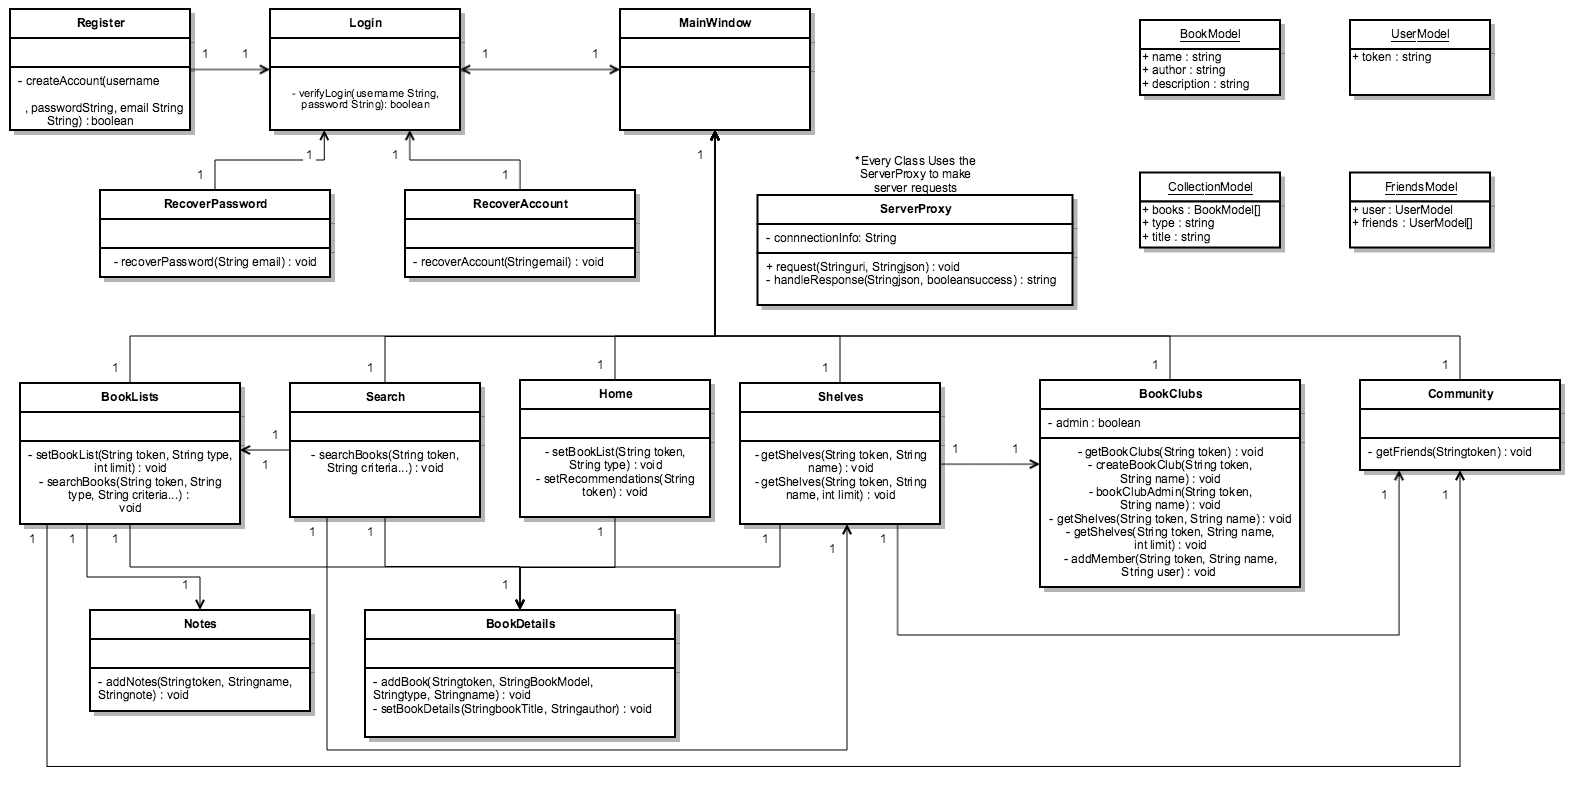 Register
- createAccount(username
, passwordString, email String
String) : boolean
1
1
Login
- verifyLogin(username String,
password String): boolean
1
1
MainWindow
BookModel
+ name : string
+ author : string
+ description : string
UserModel
+ token : string
1
1
RecoverPassword
- recoverPassword(String email) : void
1
1
RecoverAccount
- recoverAccount(Stringemail) : void
1
*Every Class Uses the
ServerProxy to make
server requests
ServerProxy
- connnectionInfo: String
+ request(Stringuri, Stringjson) : void
- handleResponse(Stringjson, booleansuccess) : string
CollectionModel
+ books : BookModel[]
+ type : string
+ title : string
FriendsModel
+ user : UserModel
+ friends : UserModel[]
1
1
1
1
1
1
BookLists
- setBookList(String token, String type,
int limit) : void
- searchBooks(String token, String
type, String criteria...) :
void
1
1
Search
- searchBooks(String token,
String criteria...) : void
Home
- setBookList(String token,
String type) : void
- setRecommendations(String
token) : void
Shelves
- getShelves(String token, String
name) : void
- getShelves(String token, String
name, int limit) : void
1
1
BookClubs
- admin : boolean
- getBookClubs(String token) : void
- createBookClub(String token,
String name) : void
- bookClubAdmin(String token,
String name) : void
- getShelves(String token, String name) : void
- getShelves(String token, String name,
int limit) : void
- addMember(String token, String name,
String user) : void
Community
- getFriends(Stringtoken) : void
1
1
1
1
1
1
1
1
1
1
1
1
1
Notes
- addNotes(Stringtoken, Stringname,
Stringnote) : void
BookDetails
- addBook(Stringtoken, StringBookModel,
Stringtype, Stringname) : void
- setBookDetails(StringbookTitle, Stringauthor) : void